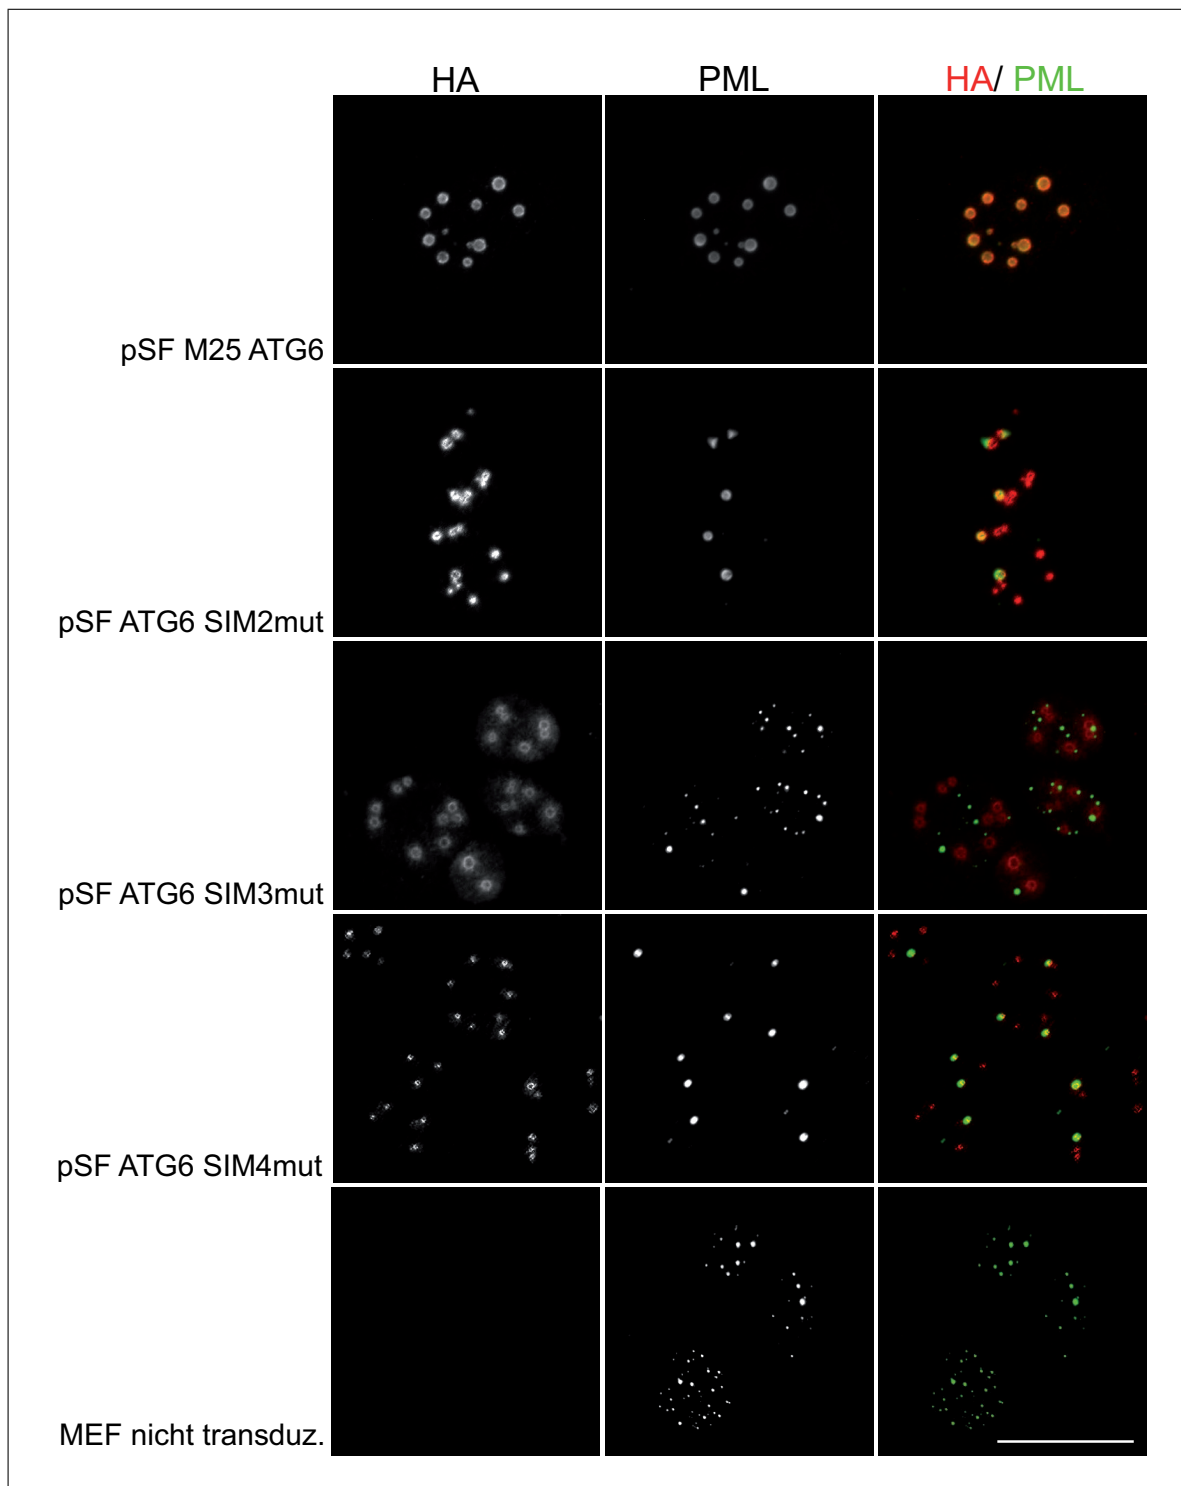 HA PML HA/ PML
pSF M25 ATG6
pSF ATG6 SIM2mut
pSF ATG6 SIM3mut
pSF ATG6 SIM4mut
MEF nicht transduz.